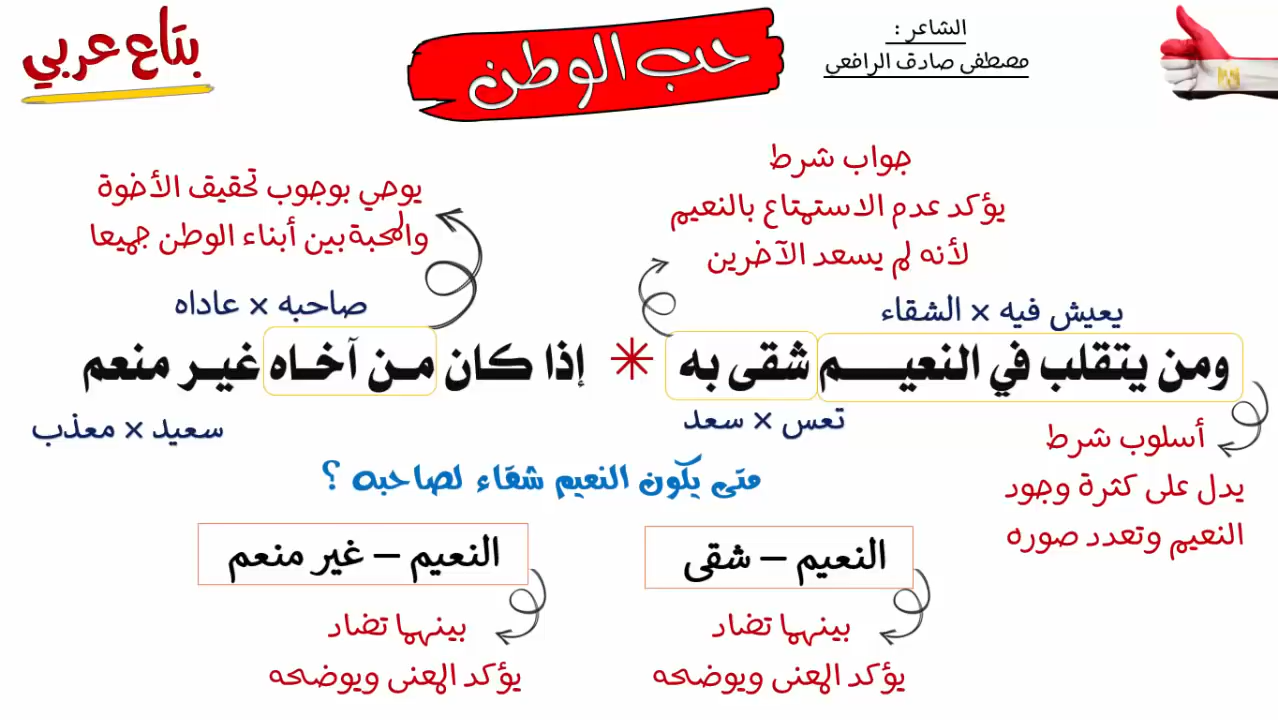 الشاعر :
مصطفى صادق الرافعي
حب الوطن
بتاع عربي
جواب شرط
يؤكد عدم الاستمتاع بالنعيم
لأنه لم يسعد الآخرين
يوحي بوجوب تحقيق الأخوة
والمحبة بين أبناء الوطن جميعا
يعيش فيه × الشقاء
صاحبه × عاداه
ومن يتقلب في النعيم شقى به * إذا كان من آخاه غير منعم
تعس × سعد
سعيد × معذب
أسلوب شرط
يدل على كثرة وجود
النعيم وتعدد صوره
متى يكون النعيم شقاء لصاحبه ؟
النعيم – شقى
بينهما تضاد
يؤكد المعنى ويوضحه
النعيم – غير منعم
بينهما تضاد
يؤكد المعنى ويوضحه